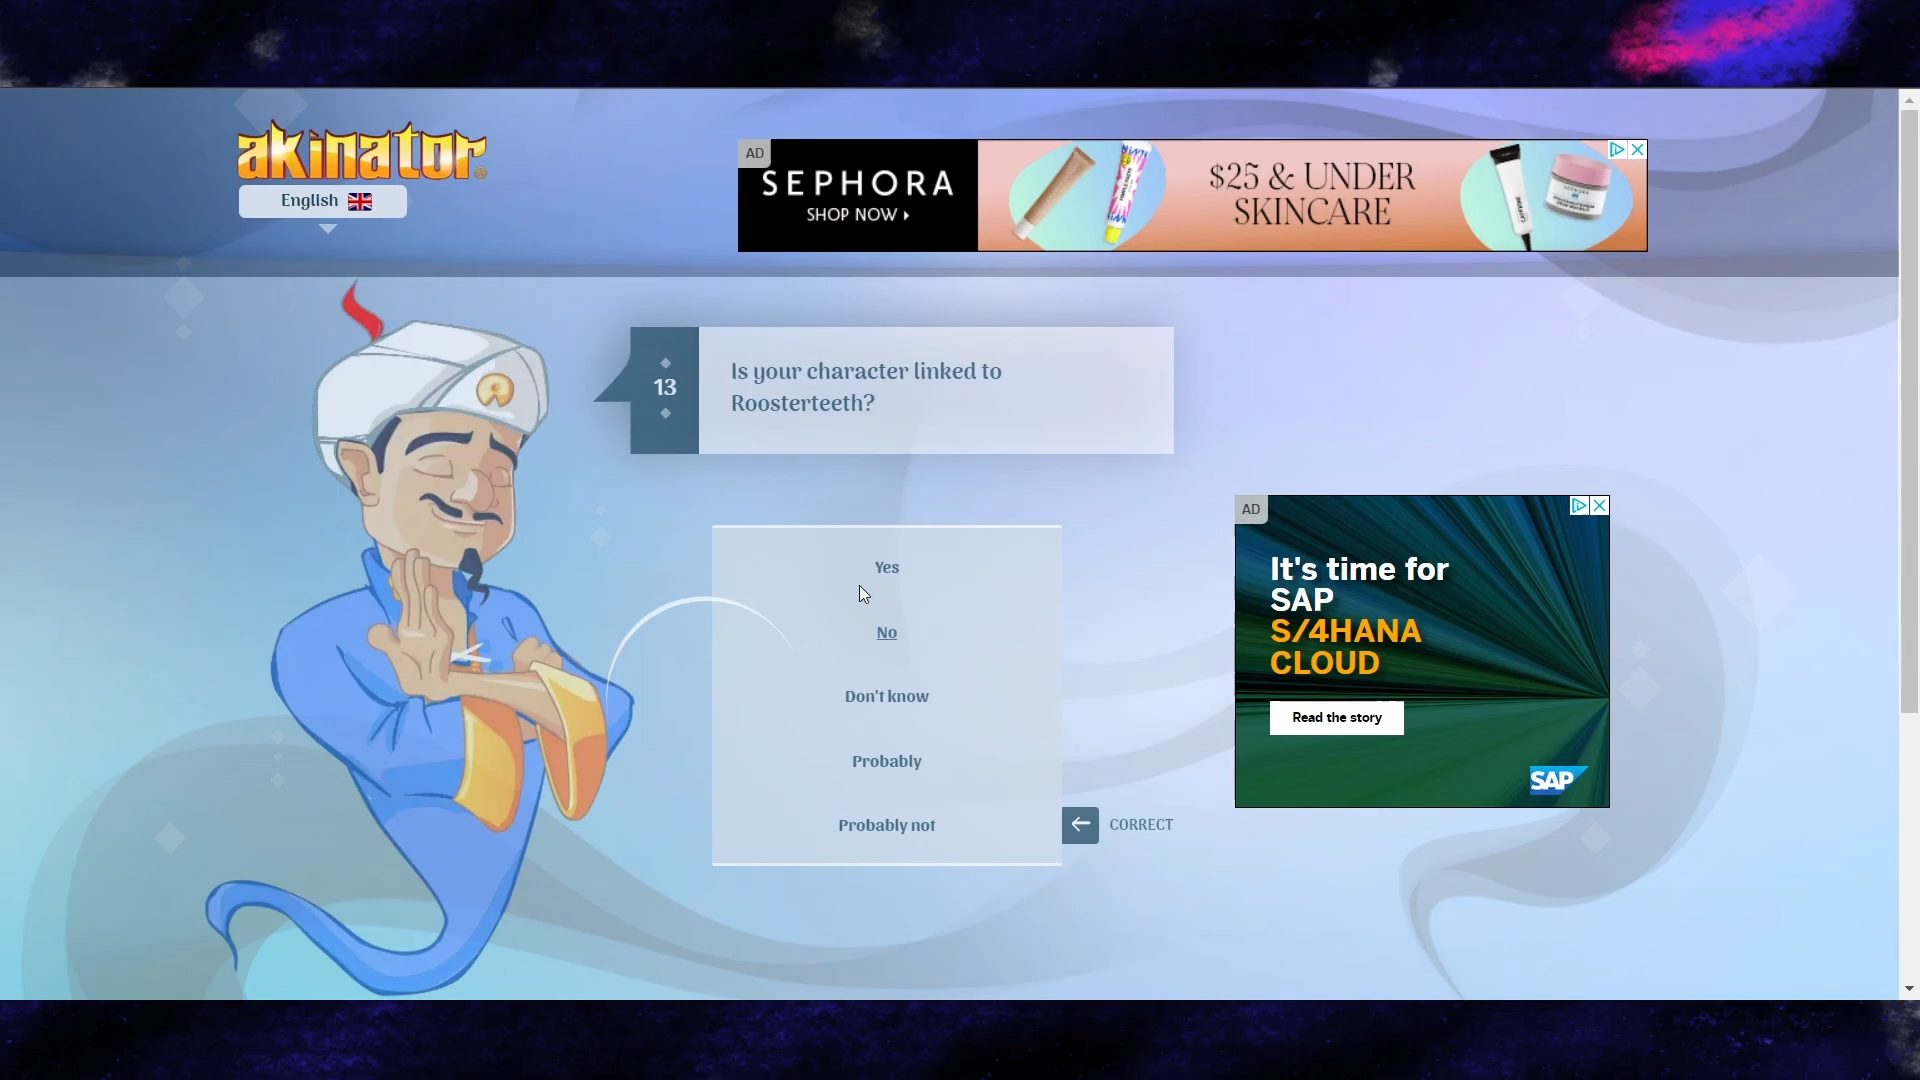 akinator
English
AD
SEPHORA
SHOP NOW
$25 & UNDER
SKINCARE
13
Is your character linked to
Roosterteeth?
Yes
No
Don't know
Probably
Probably not
CORRECT
AD
It's time for
SAP
S/4HANA
CLOUD
Read the story
SAP